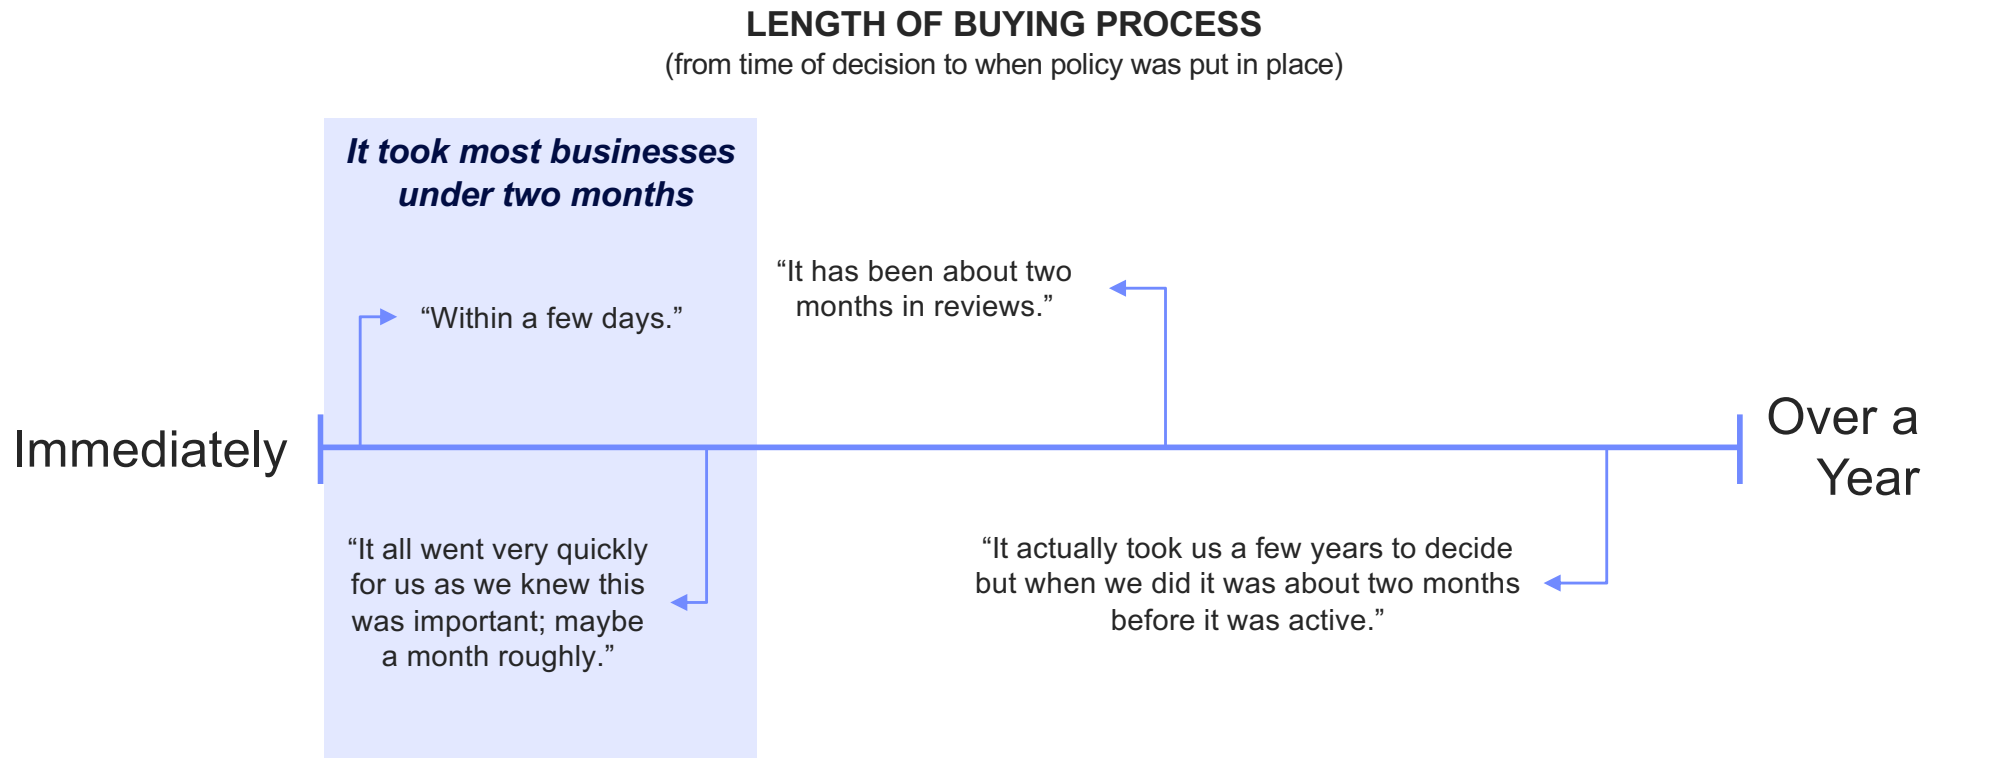 LENGTH OF BUYING PROCESS
(from time of decision to when policy was put in place)
It took most businesses
under two months
“It has been about two
months in reviews.”
“Within a few days.”
Immediately
Over a
Year
“It all went very quickly
for us as we knew this
was important; maybe
a month roughly.”
“It actually took us a few years to decide
but when we did it was about two months
before it was active.”